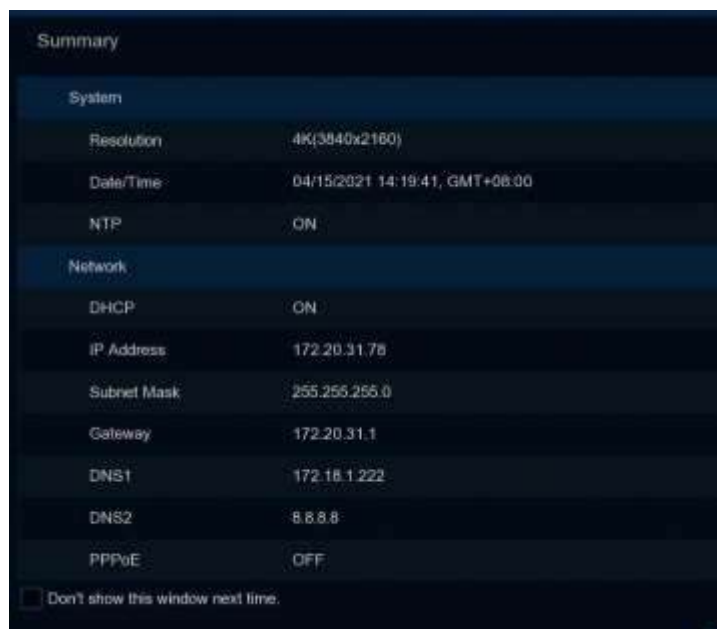 Summary
System
Resolution 4K(3840x2160)
Date/Time 04/15/2021 14:19:41, GMT+08:00
NTP ON
Network
DHCP ON
IP Address 172.20.31.78
Subnet Mask 255.255.255.0
Gateway 172.20.31.1
DNS1 172.18.1.222
DNS2 8.8.8.8
PPPoE OFF
Don't show this window next time.